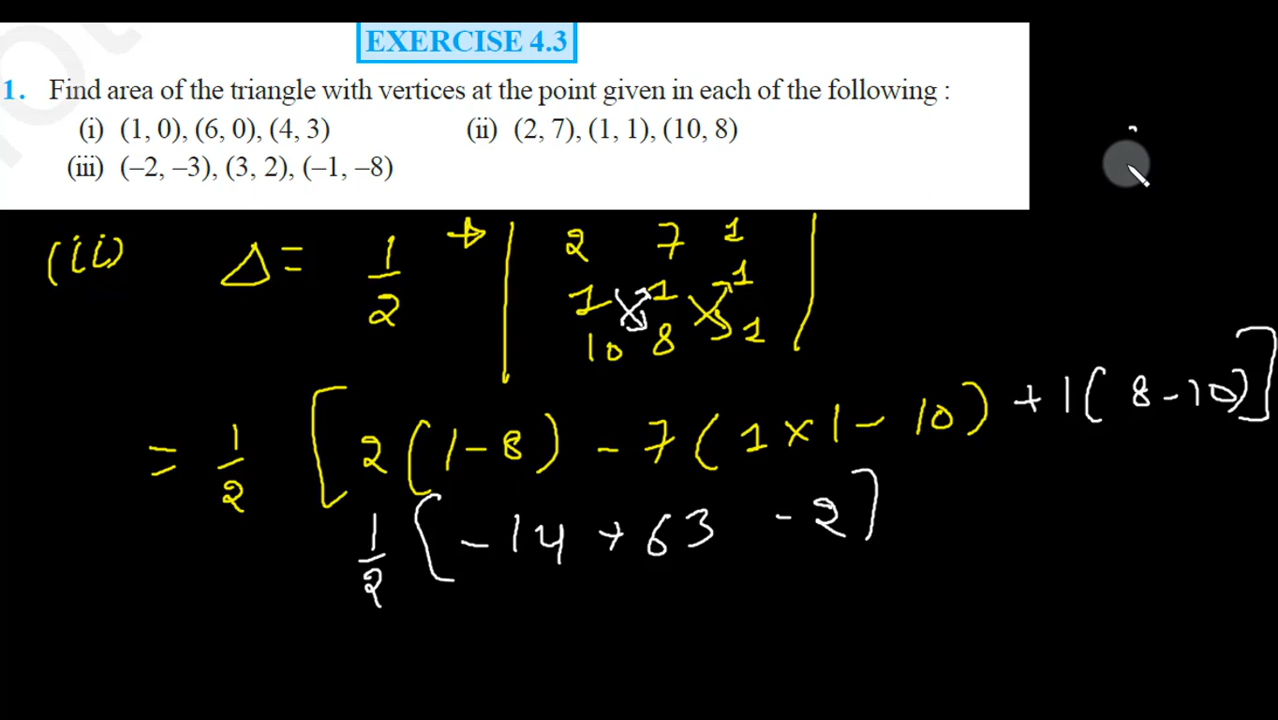 EXERCISE 4.3
1. Find area of the triangle with vertices at the point given in each of the following :
(i) (1, 0), (6, 0), (4, 3) (ii) (2, 7), (1, 1), (10, 8)
(iii) (–2, –3), (3, 2), (–1, –8)
(ii) Δ = 1/2 → | 2 7 1
1 1 1
10 8 1 |
= 1/2 [ 2 ( 1 - 8 ) - 7 ( 1 × 1 - 10 ) + 1 ( 8 - 10 ) ]
1/2 [ - 14 + 63 - 2 ]